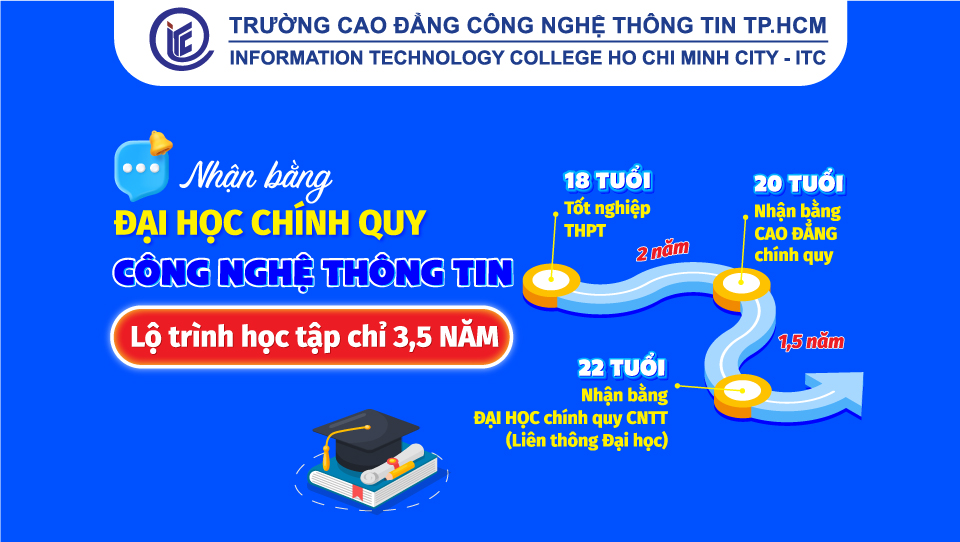 ITC
TRƯỜNG CAO ĐẲNG CÔNG NGHỆ THÔNG TIN TP.HCM
INFORMATION TECHNOLOGY COLLEGE HO CHI MINH CITY - ITC
Nhận bằng
ĐẠI HỌC CHÍNH QUY
CÔNG NGHỆ THÔNG TIN
Lộ trình học tập chỉ 3,5 NĂM
18 TUỔI
Tốt nghiệp
THPT
2 năm
20 TUỔI
Nhận bằng
CAO ĐẲNG
chính quy
1,5 năm
22 TUỔI
Nhận bằng
ĐẠI HỌC chính quy CNTT
(Liên thông Đại học)